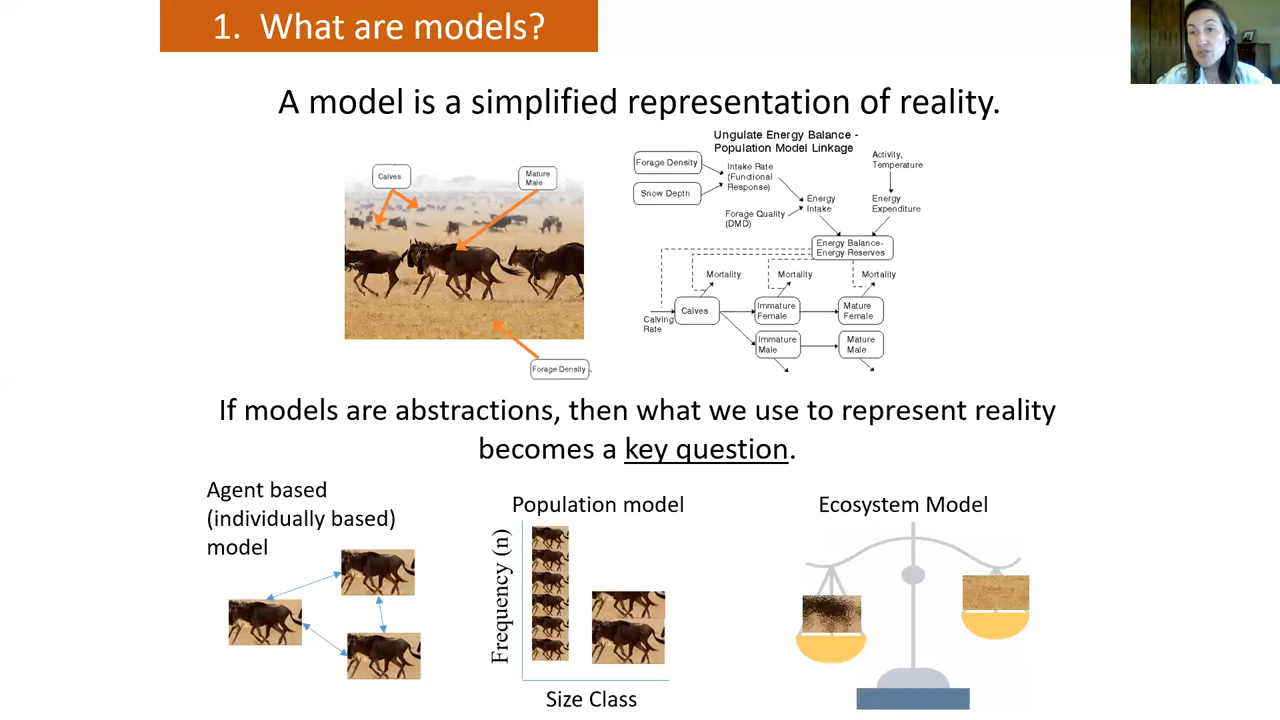 1. What are models?
A model is a simplified representation of reality.
Calves
Mature
Male
Forage Density
Ungulate Energy Balance -
Population Model Linkage
Forage Density
Snow Depth
Intake Rate
(Functional
Response)
Forage Quality
(DMD)
Energy
Intake
Activity,
Temperature
Energy
Expenditure
Energy Balance-
Energy Reserves
Mortality
Mortality
Mortality
Calving
Rate
Calves
Immature
Female
Mature
Female
Immature
Male
Mature
Male
If models are abstractions, then what we use to represent reality
becomes a key question.
Agent based
(individually based)
model
Population model
Frequency (n)
Size Class
Ecosystem Model